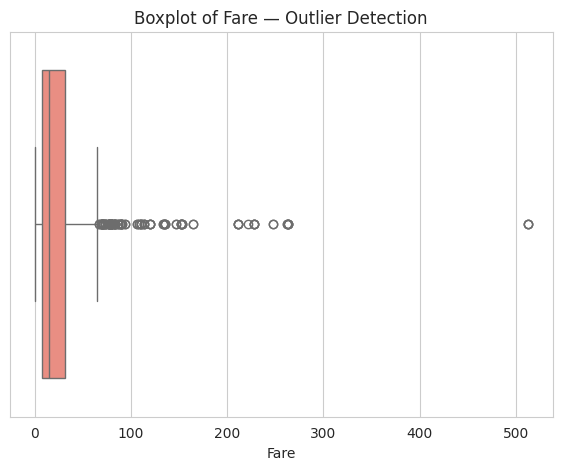 Boxplot of Fare — Outlier Detection
0 100 200 300 400 500
Fare